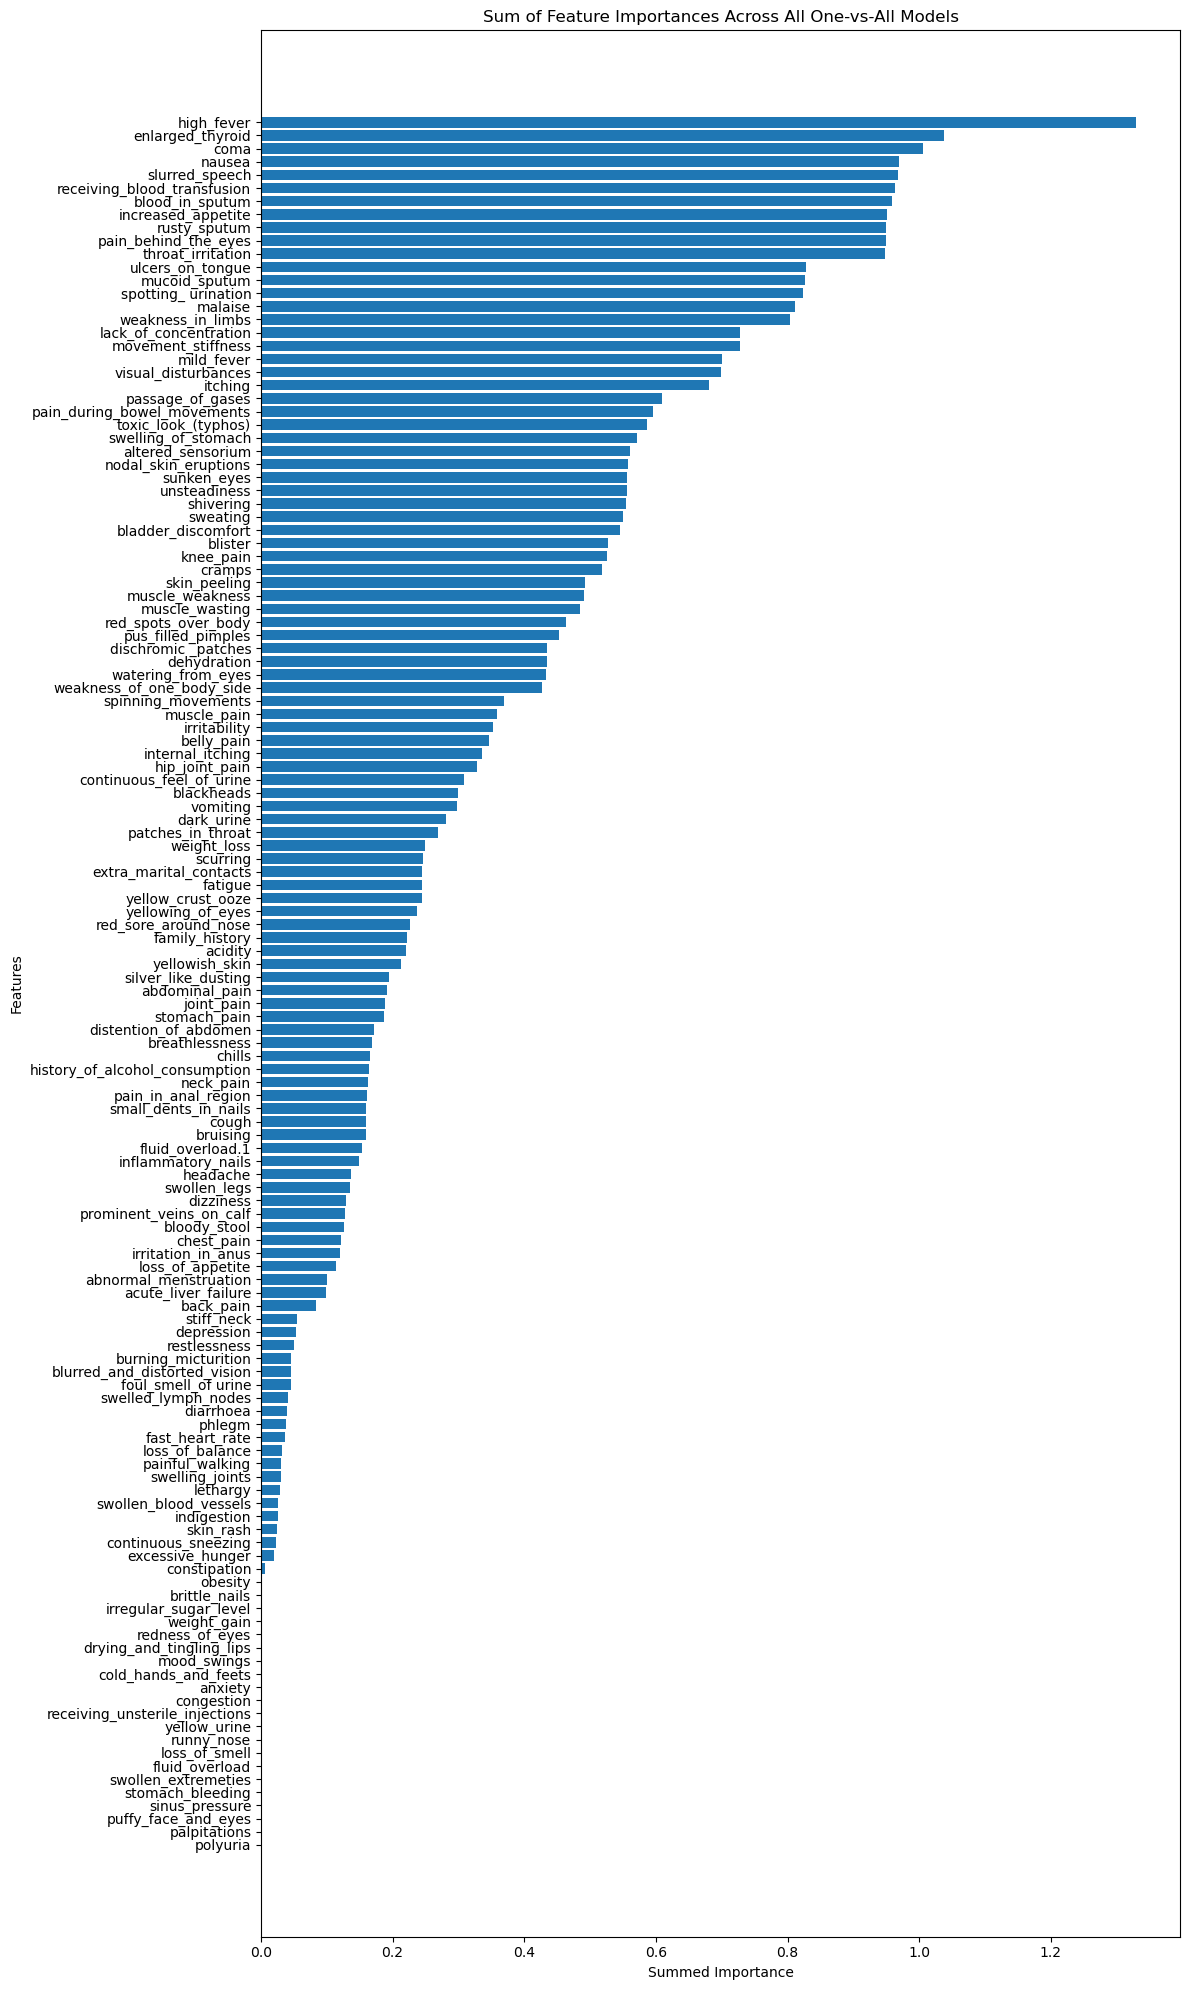 Sum of Feature Importances Across All One-vs-All Models
high_fever
enlarged_thyroid
coma
nausea
slurred_speech
receiving_blood_transfusion
blood_in_sputum
increased_appetite
rusty_sputum
pain_behind_the_eyes
throat_irritation
ulcers_on_tongue
mucoid_sputum
spotting_ urination
malaise
weakness_in_limbs
lack_of_concentration
movement_stiffness
mild_fever
visual_disturbances
itching
passage_of_gases
pain_during_bowel_movements
toxic_look_(typhos)
swelling_of_stomach
altered_sensorium
nodal_skin_eruptions
sunken_eyes
unsteadiness
shivering
sweating
bladder_discomfort
blister
knee_pain
cramps
skin_peeling
muscle_weakness
muscle_wasting
red_spots_over_body
pus_filled_pimples
dischromic _patches
dehydration
watering_from_eyes
weakness_of_one_body_side
spinning_movements
muscle_pain
irritability
belly_pain
internal_itching
hip_joint_pain
continuous_feel_of_urine
blackheads
vomiting
dark_urine
patches_in_throat
weight_loss
scurring
extra_marital_contacts
fatigue
yellow_crust_ooze
yellowing_of_eyes
red_sore_around_nose
family_history
acidity
yellowish_skin
silver_like_dusting
abdominal_pain
joint_pain
stomach_pain
distention_of_abdomen
breathlessness
chills
history_of_alcohol_consumption
neck_pain
pain_in_anal_region
small_dents_in_nails
cough
bruising
fluid_overload.1
inflammatory_nails
headache
swollen_legs
dizziness
prominent_veins_on_calf
bloody_stool
chest_pain
irritation_in_anus
loss_of_appetite
abnormal_menstruation
acute_liver_failure
back_pain
stiff_neck
depression
restlessness
burning_micturition
blurred_and_distorted_vision
foul_smell_of urine
swelled_lymph_nodes
diarrhoea
phlegm
fast_heart_rate
loss_of_balance
painful_walking
swelling_joints
lethargy
swollen_blood_vessels
indigestion
skin_rash
continuous_sneezing
excessive_hunger
constipation
obesity
brittle_nails
irregular_sugar_level
weight_gain
redness_of_eyes
drying_and_tingling_lips
mood_swings
cold_hands_and_feets
anxiety
congestion
receiving_unsterile_injections
yellow_urine
runny_nose
loss_of_smell
fluid_overload
swollen_extremeties
stomach_bleeding
sinus_pressure
puffy_face_and_eyes
palpitations
polyuria
Features
0.0 0.2 0.4 0.6 0.8 1.0 1.2
Summed Importance